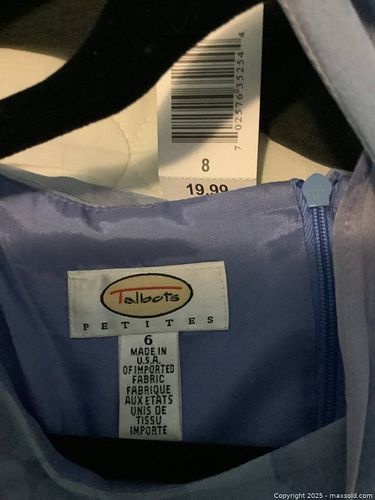 7 02576 35254 4
8
19.99
Talbots
PETITES
6
MADE IN
U.S.A.
OF IMPORTED
FABRIC
FABRIQUE
AUX ETATS
UNIS DE
TISSU
IMPORTE
Copyright 2025 - maxsold.com